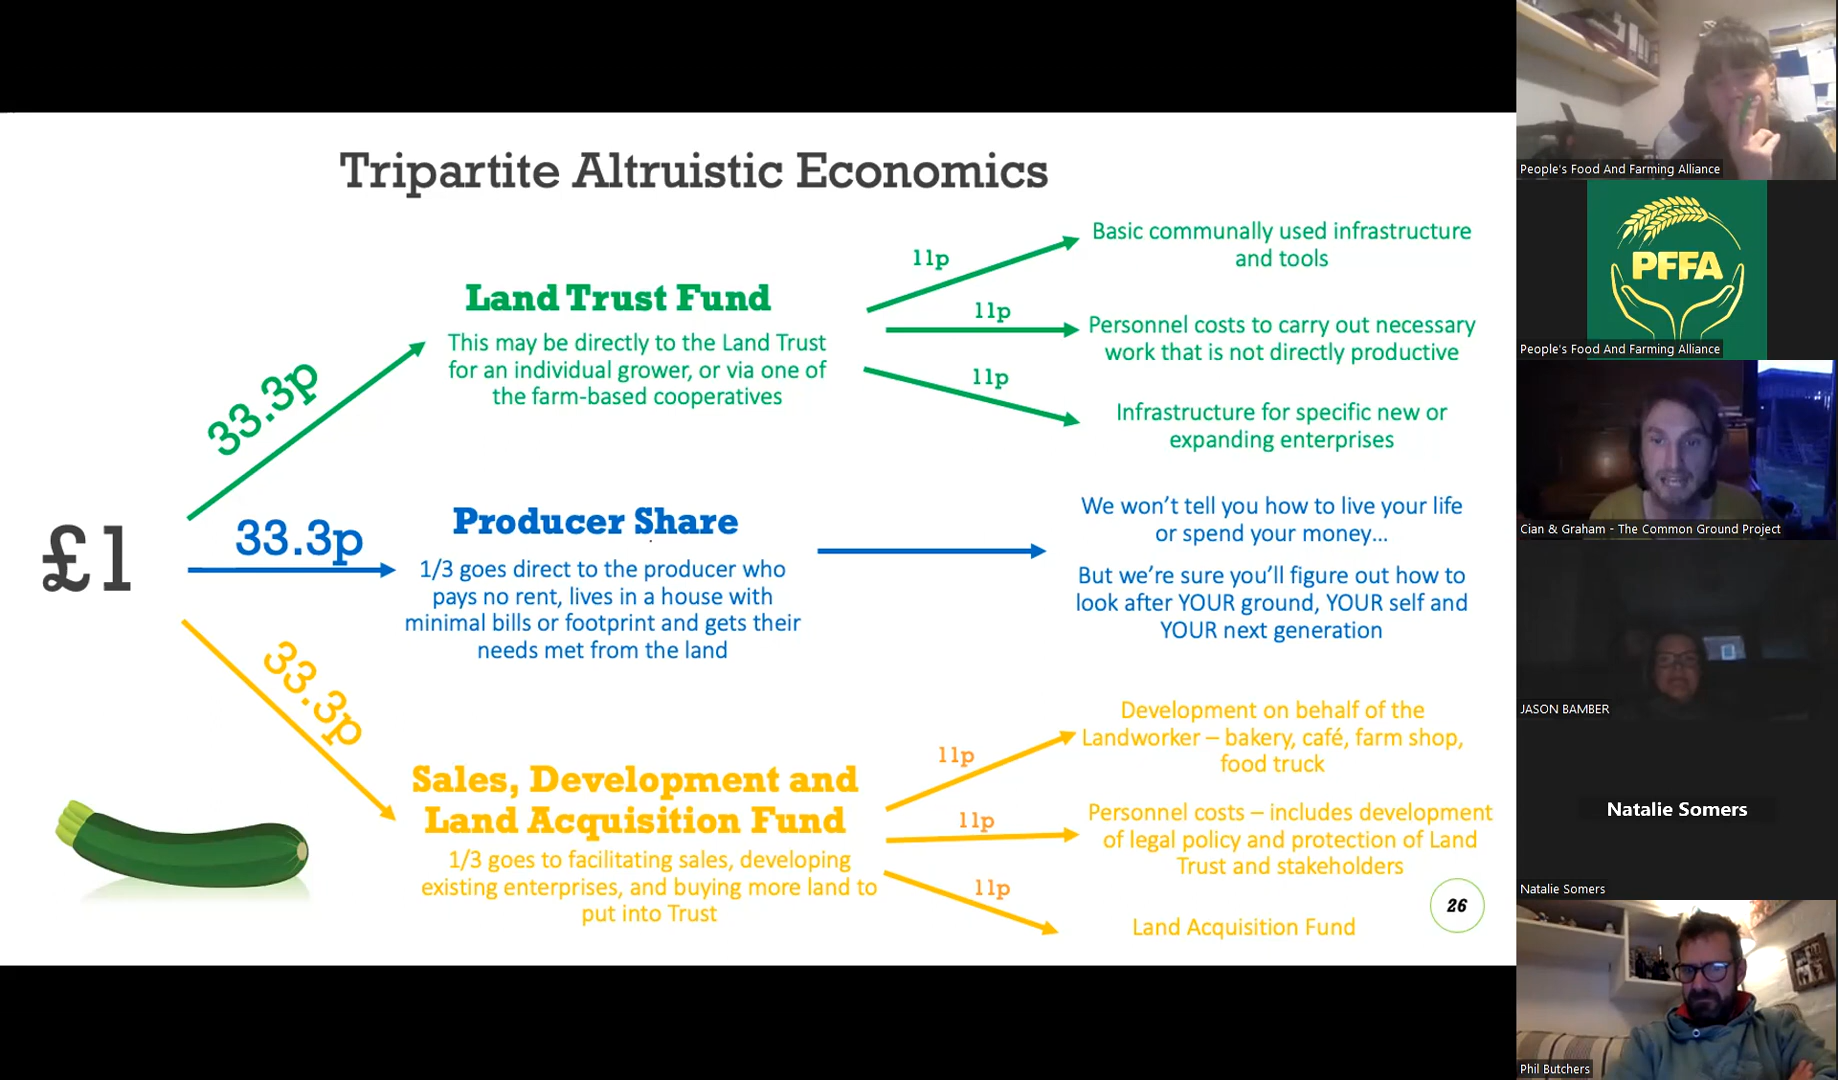 Tripartite Altruistic Economics
£1
33.3p
Land Trust Fund
This may be directly to the Land Trust
for an individual grower, or via one of
the farm-based cooperatives
11p
Basic communally used infrastructure
and tools
11p
Personnel costs to carry out necessary
work that is not directly productive
11p
Infrastructure for specific new or
expanding enterprises
33.3p
Producer Share
1/3 goes direct to the producer who
pays no rent, lives in a house with
minimal bills or footprint and gets their
needs met from the land
We won’t tell you how to live your life
or spend your money...
But we’re sure you’ll figure out how to
look after YOUR ground, YOUR self and
YOUR next generation
33.3p
Sales, Development and
Land Acquisition Fund
1/3 goes to facilitating sales, developing
existing enterprises, and buying more land to
put into Trust
11p
Development on behalf of the
Landworker – bakery, café, farm shop,
food truck
11p
Personnel costs – includes development
of legal policy and protection of Land
Trust and stakeholders
11p
Land Acquisition Fund
26
People's Food And Farming Alliance
PFFA
People's Food And Farming Alliance
Cian & Graham - The Common Ground Project
JASON BAMBER
Natalie Somers
Natalie Somers
Phil Butchers